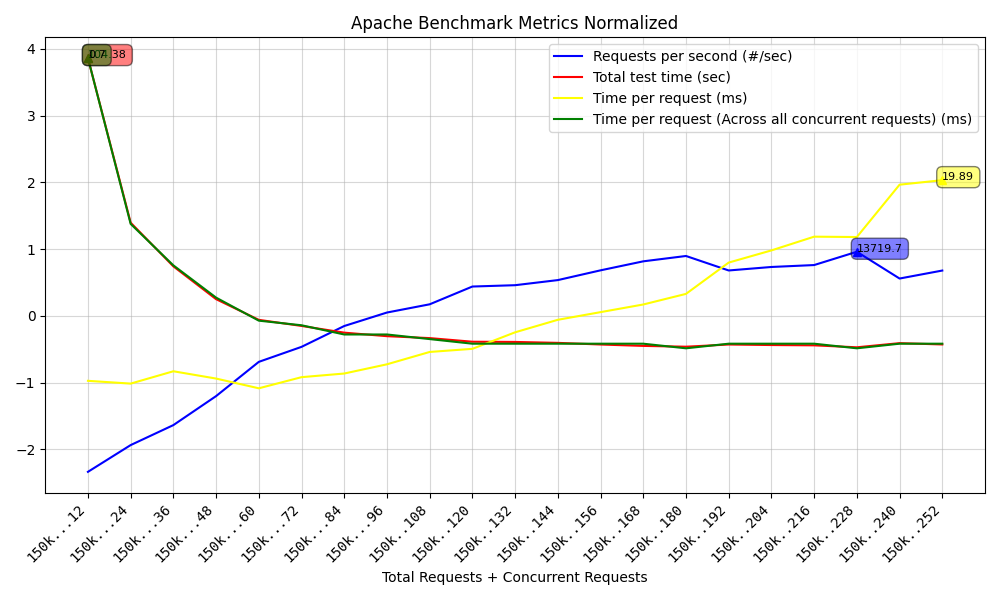 Apache Benchmark Metrics Normalized
Requests per second (#/sec)
Total test time (sec)
Time per request (ms)
Time per request (Across all concurrent requests) (ms)
0.7
.38
19.89
13719.7
4
3
2
1
0
−1
−2
150k...12
150k...24
150k...36
150k...48
150k...60
150k...72
150k...84
150k...96
150k...108
150k...120
150k...132
150k...144
150k...156
150k...168
150k...180
150k...192
150k...204
150k...216
150k...228
150k...240
150k...252
Total Requests + Concurrent Requests